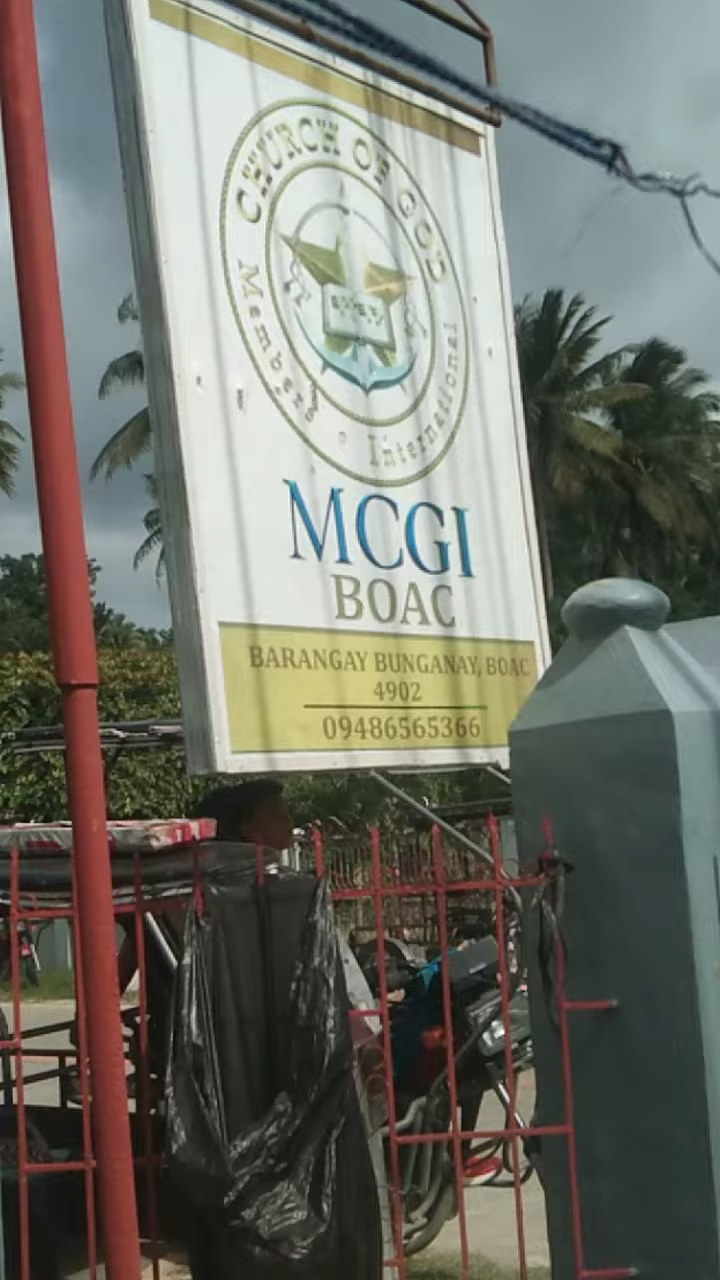 CHURCH OF GOD
Members International
MCGI
BOAC
BARANGAY BUNGANAY, BOAC
4902
09486565366